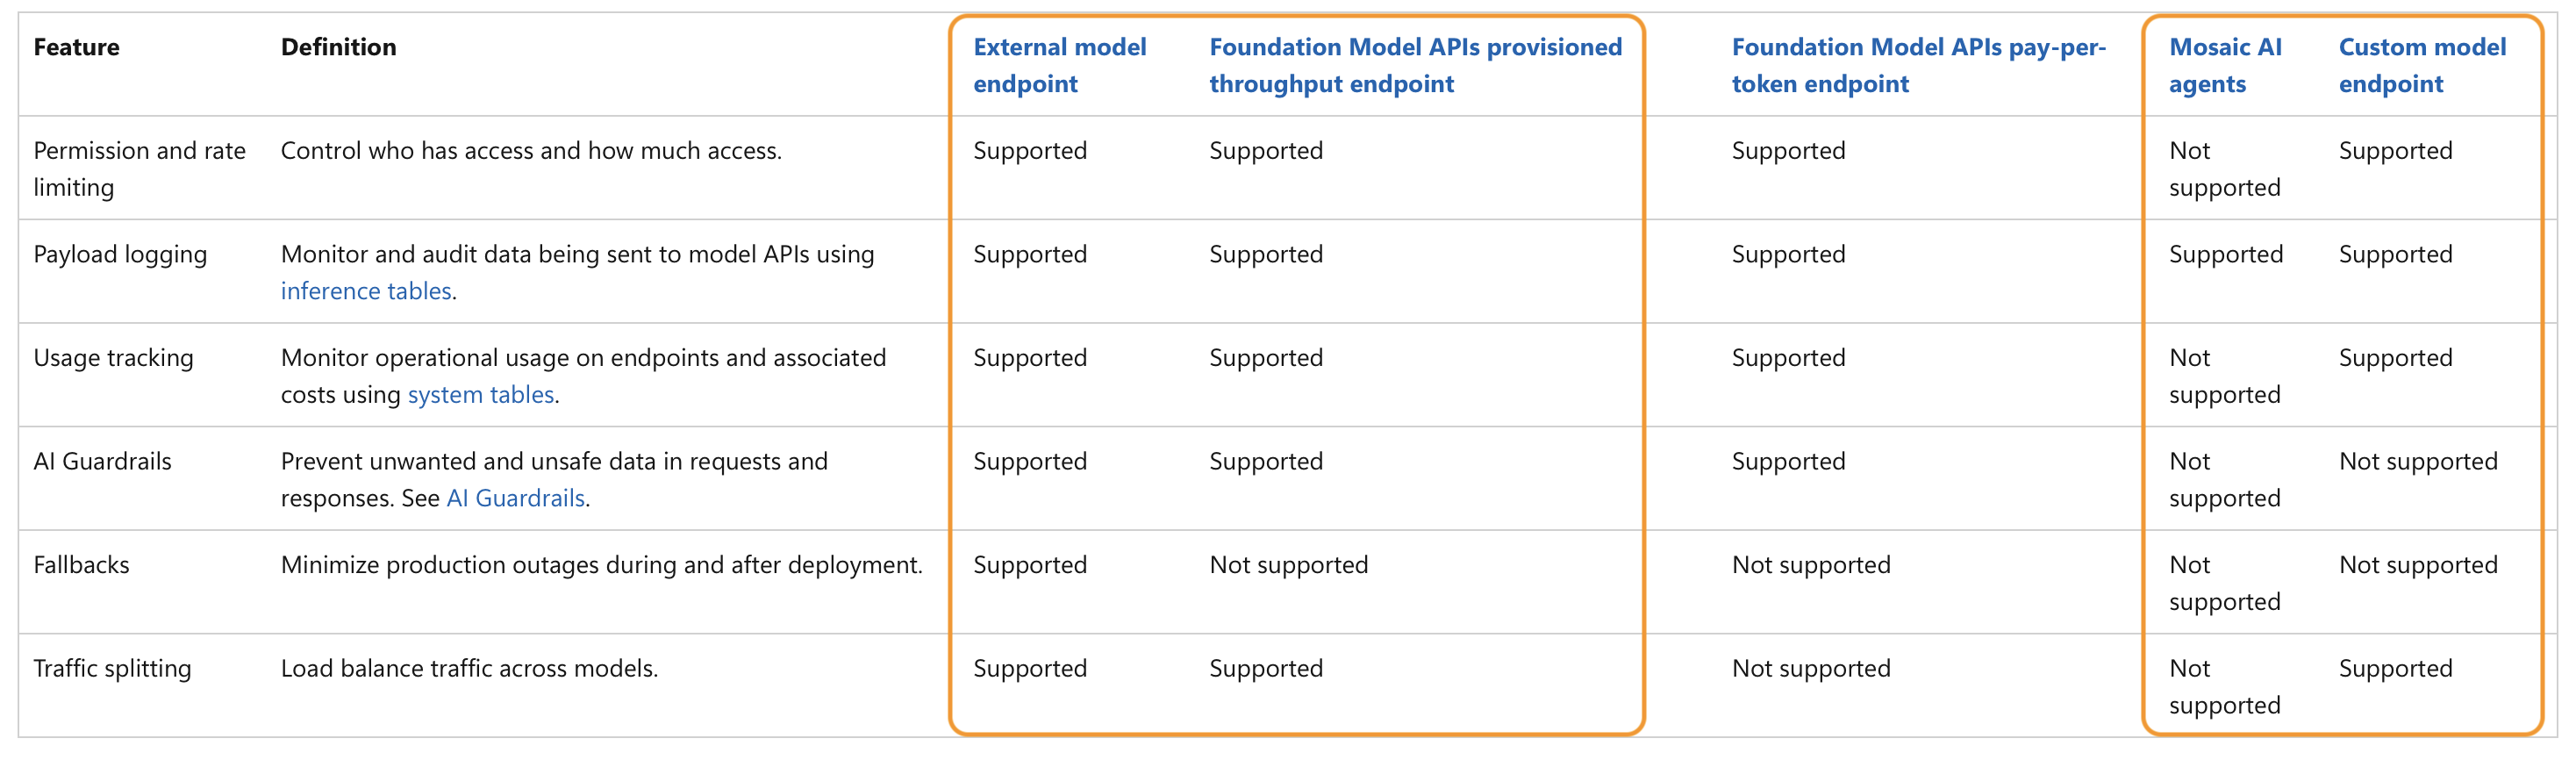 Feature Definition External model endpoint Foundation Model APIs provisioned throughput endpoint Foundation Model APIs pay-per-token endpoint Mosaic AI agents Custom model endpoint
Permission and rate limiting Control who has access and how much access. Supported Supported Supported Not supported Supported
Payload logging Monitor and audit data being sent to model APIs using inference tables. Supported Supported Supported Supported Supported
Usage tracking Monitor operational usage on endpoints and associated costs using system tables. Supported Supported Supported Not supported Supported
AI Guardrails Prevent unwanted and unsafe data in requests and responses. See AI Guardrails. Supported Supported Supported Not supported Not supported
Fallbacks Minimize production outages during and after deployment. Supported Not supported Not supported Not supported Not supported
Traffic splitting Load balance traffic across models. Supported Supported Not supported Not supported Supported